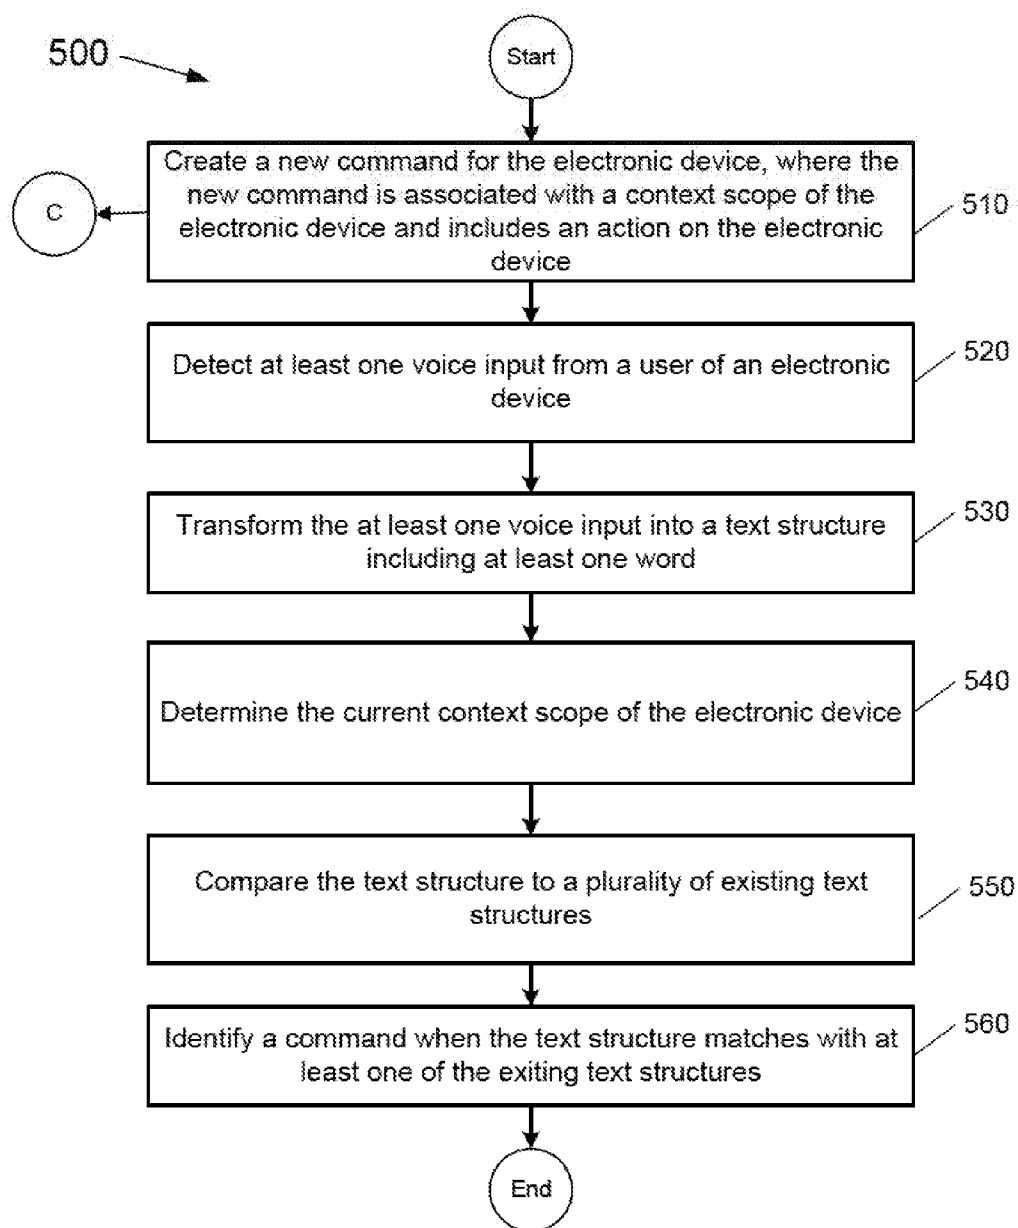 500
Start
Create a new command for the electronic device, where the
new command is associated with a context scope of the
electronic device and includes an action on the electronic
device
C
510
Detect at least one voice input from a user of an electronic
device
520
Transform the at least one voice input into a text structure
including at least one word
530
Determine the current context scope of the electronic device
540
Compare the text structure to a plurality of existing text
structures
550
Identify a command when the text structure matches with at
least one of the exiting text structures
560
End